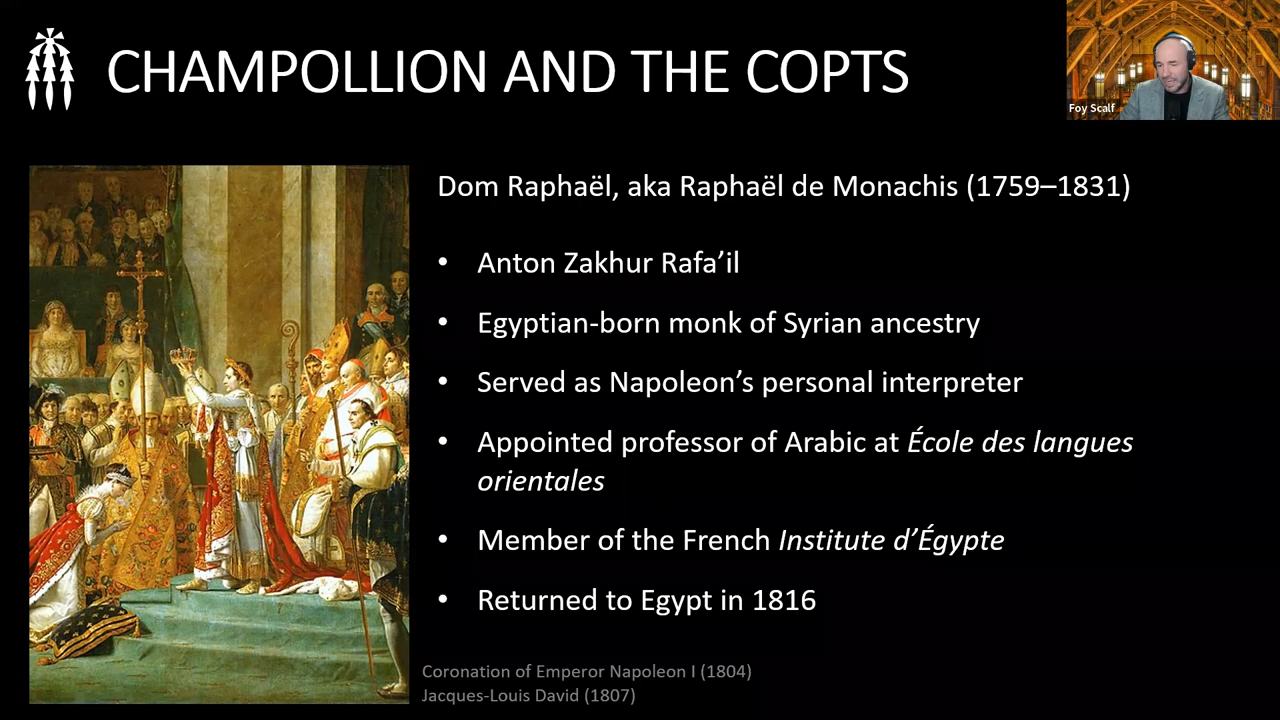 CHAMPOLLION AND THE COPTS
Foy Scalf
Dom Raphaël, aka Raphaël de Monachis (1759–1831)
• Anton Zakhur Rafa’il
• Egyptian-born monk of Syrian ancestry
• Served as Napoleon’s personal interpreter
• Appointed professor of Arabic at École des langues
orientales
• Member of the French Institute d’Égypte
• Returned to Egypt in 1816
Coronation of Emperor Napoleon I (1804)
Jacques-Louis David (1807)